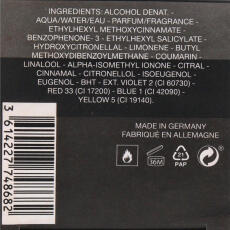 INGREDIENTS: ALCOHOL DENAT. -
AQUA/WATER/EAU - PARFUM/FRAGRANCE -
ETHYLHEXYL METHOXYCINNAMATE -
BENZOPHENONE-3 - ETHYLHEXYL SALICYLATE -
HYDROXYCITRONELLAL - LIMONENE - BUTYL
METHOXYDIBENZOYLMETHANE - COUMARIN -
LINALOOL - ALPHA-ISOMETHYL IONONE - CITRAL -
CINNAMAL - CITRONELLOL - ISOEUGENOL -
EUGENOL - BHT - EXT. VIOLET 2 (CI 60730) -
RED 33 (CI 17200) - BLUE 1 (CI 42090) -
YELLOW 5 (CI 19140).
MADE IN GERMANY
FABRIQUÉ EN ALLEMAGNE
36M
21
PAP
3 614227 748682